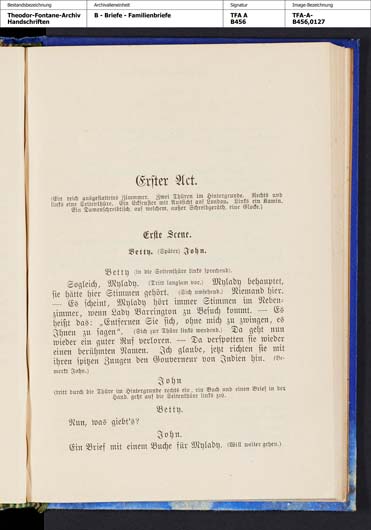 Bestandsbezeichnung
Archivalieneinheit
Signatur
Image-Bezeichnung
Theodor-Fontane-Archiv
Handschriften
B - Briefe - Familienbriefe
TFA A
B456
TFA-A-
B456,0127
Erster Act.
(Ein reich ausgestattetes Zimmer. Zwei Thüren im Hintergrunde. Rechts und
links eine Seitenthüre. Ein Eckfenster mit Aussicht auf London. Links ein Kamin.
Ein Damenschreibtisch, auf welchem, außer Schreibgeräth, eine Glocke.)
Erste Scene.
Betty. (Später) John.
Betty (in die Seitenthüre links sprechend).
Sogleich, Mylady. (Tritt langsam vor.) Mylady behauptet,
sie hätte hier Stimmen gehört. (Sich umsehend.) Niemand hier.
— Es scheint, Mylady hört immer Stimmen im Neben-
zimmer, wenn Lady Barrington zu Besuch kommt. — Es
heißt das: „Entfernen Sie sich, ohne mich zu zwingen, es
Ihnen zu sagen“. (Sich zur Thüre links wendend.) Da geht nun
wieder ein guter Ruf verloren. — Da verspotten sie wieder
einen berühmten Namen. Ich glaube, jetzt richten sie mit
ihren spitzen Zungen den Gouverneur von Indien hin. (Be-
merkt John.)
John
(tritt durch die Thüre im Hintergrunde rechts ein, ein Buch und einen Brief in der
Hand, geht auf die Seitenthüre links zu).
Betty.
Nun, was giebt's?
John.
Ein Brief mit einem Buche für Mylady. (Will weiter gehen.)